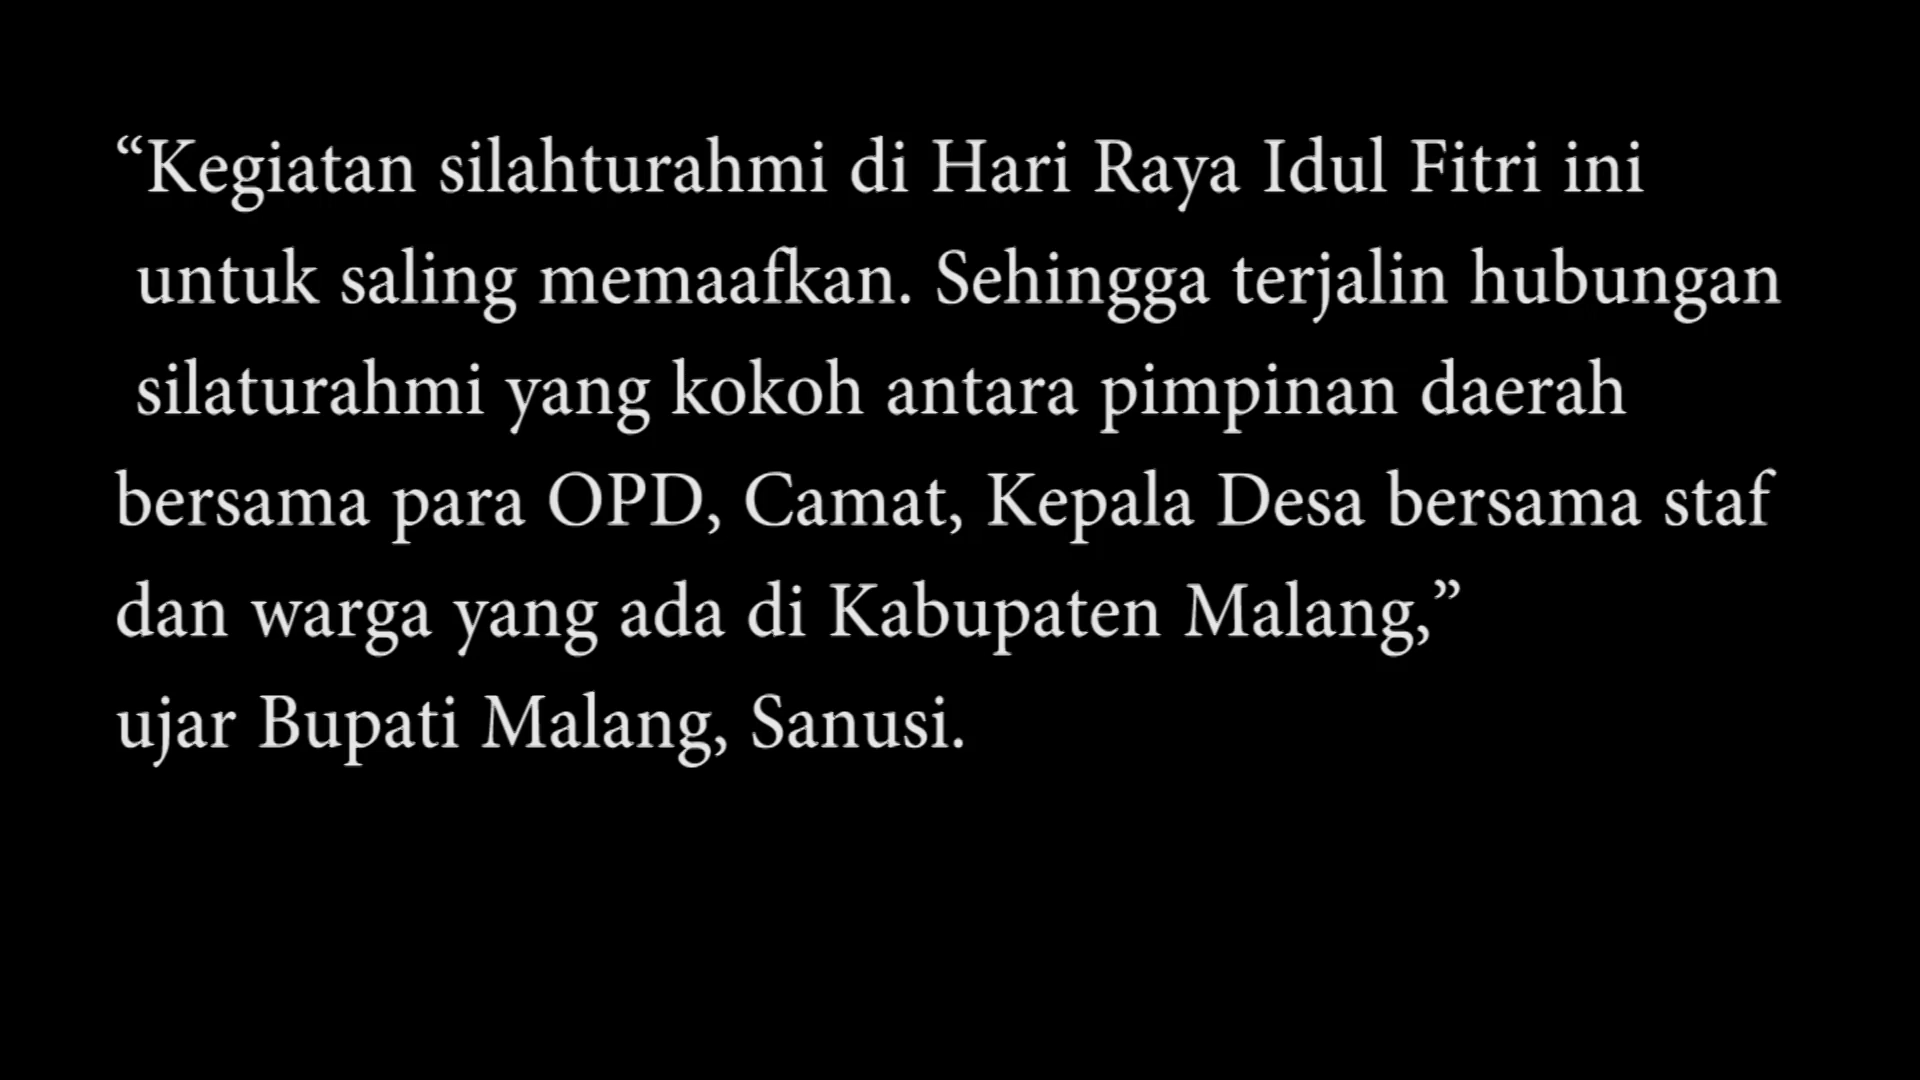 “Kegiatan silahturahmi di Hari Raya Idul Fitri ini
untuk saling memaafkan. Sehingga terjalin hubungan
silaturahmi yang kokoh antara pimpinan daerah
bersama para OPD, Camat, Kepala Desa bersama staf
dan warga yang ada di Kabupaten Malang,”
ujar Bupati Malang, Sanusi.